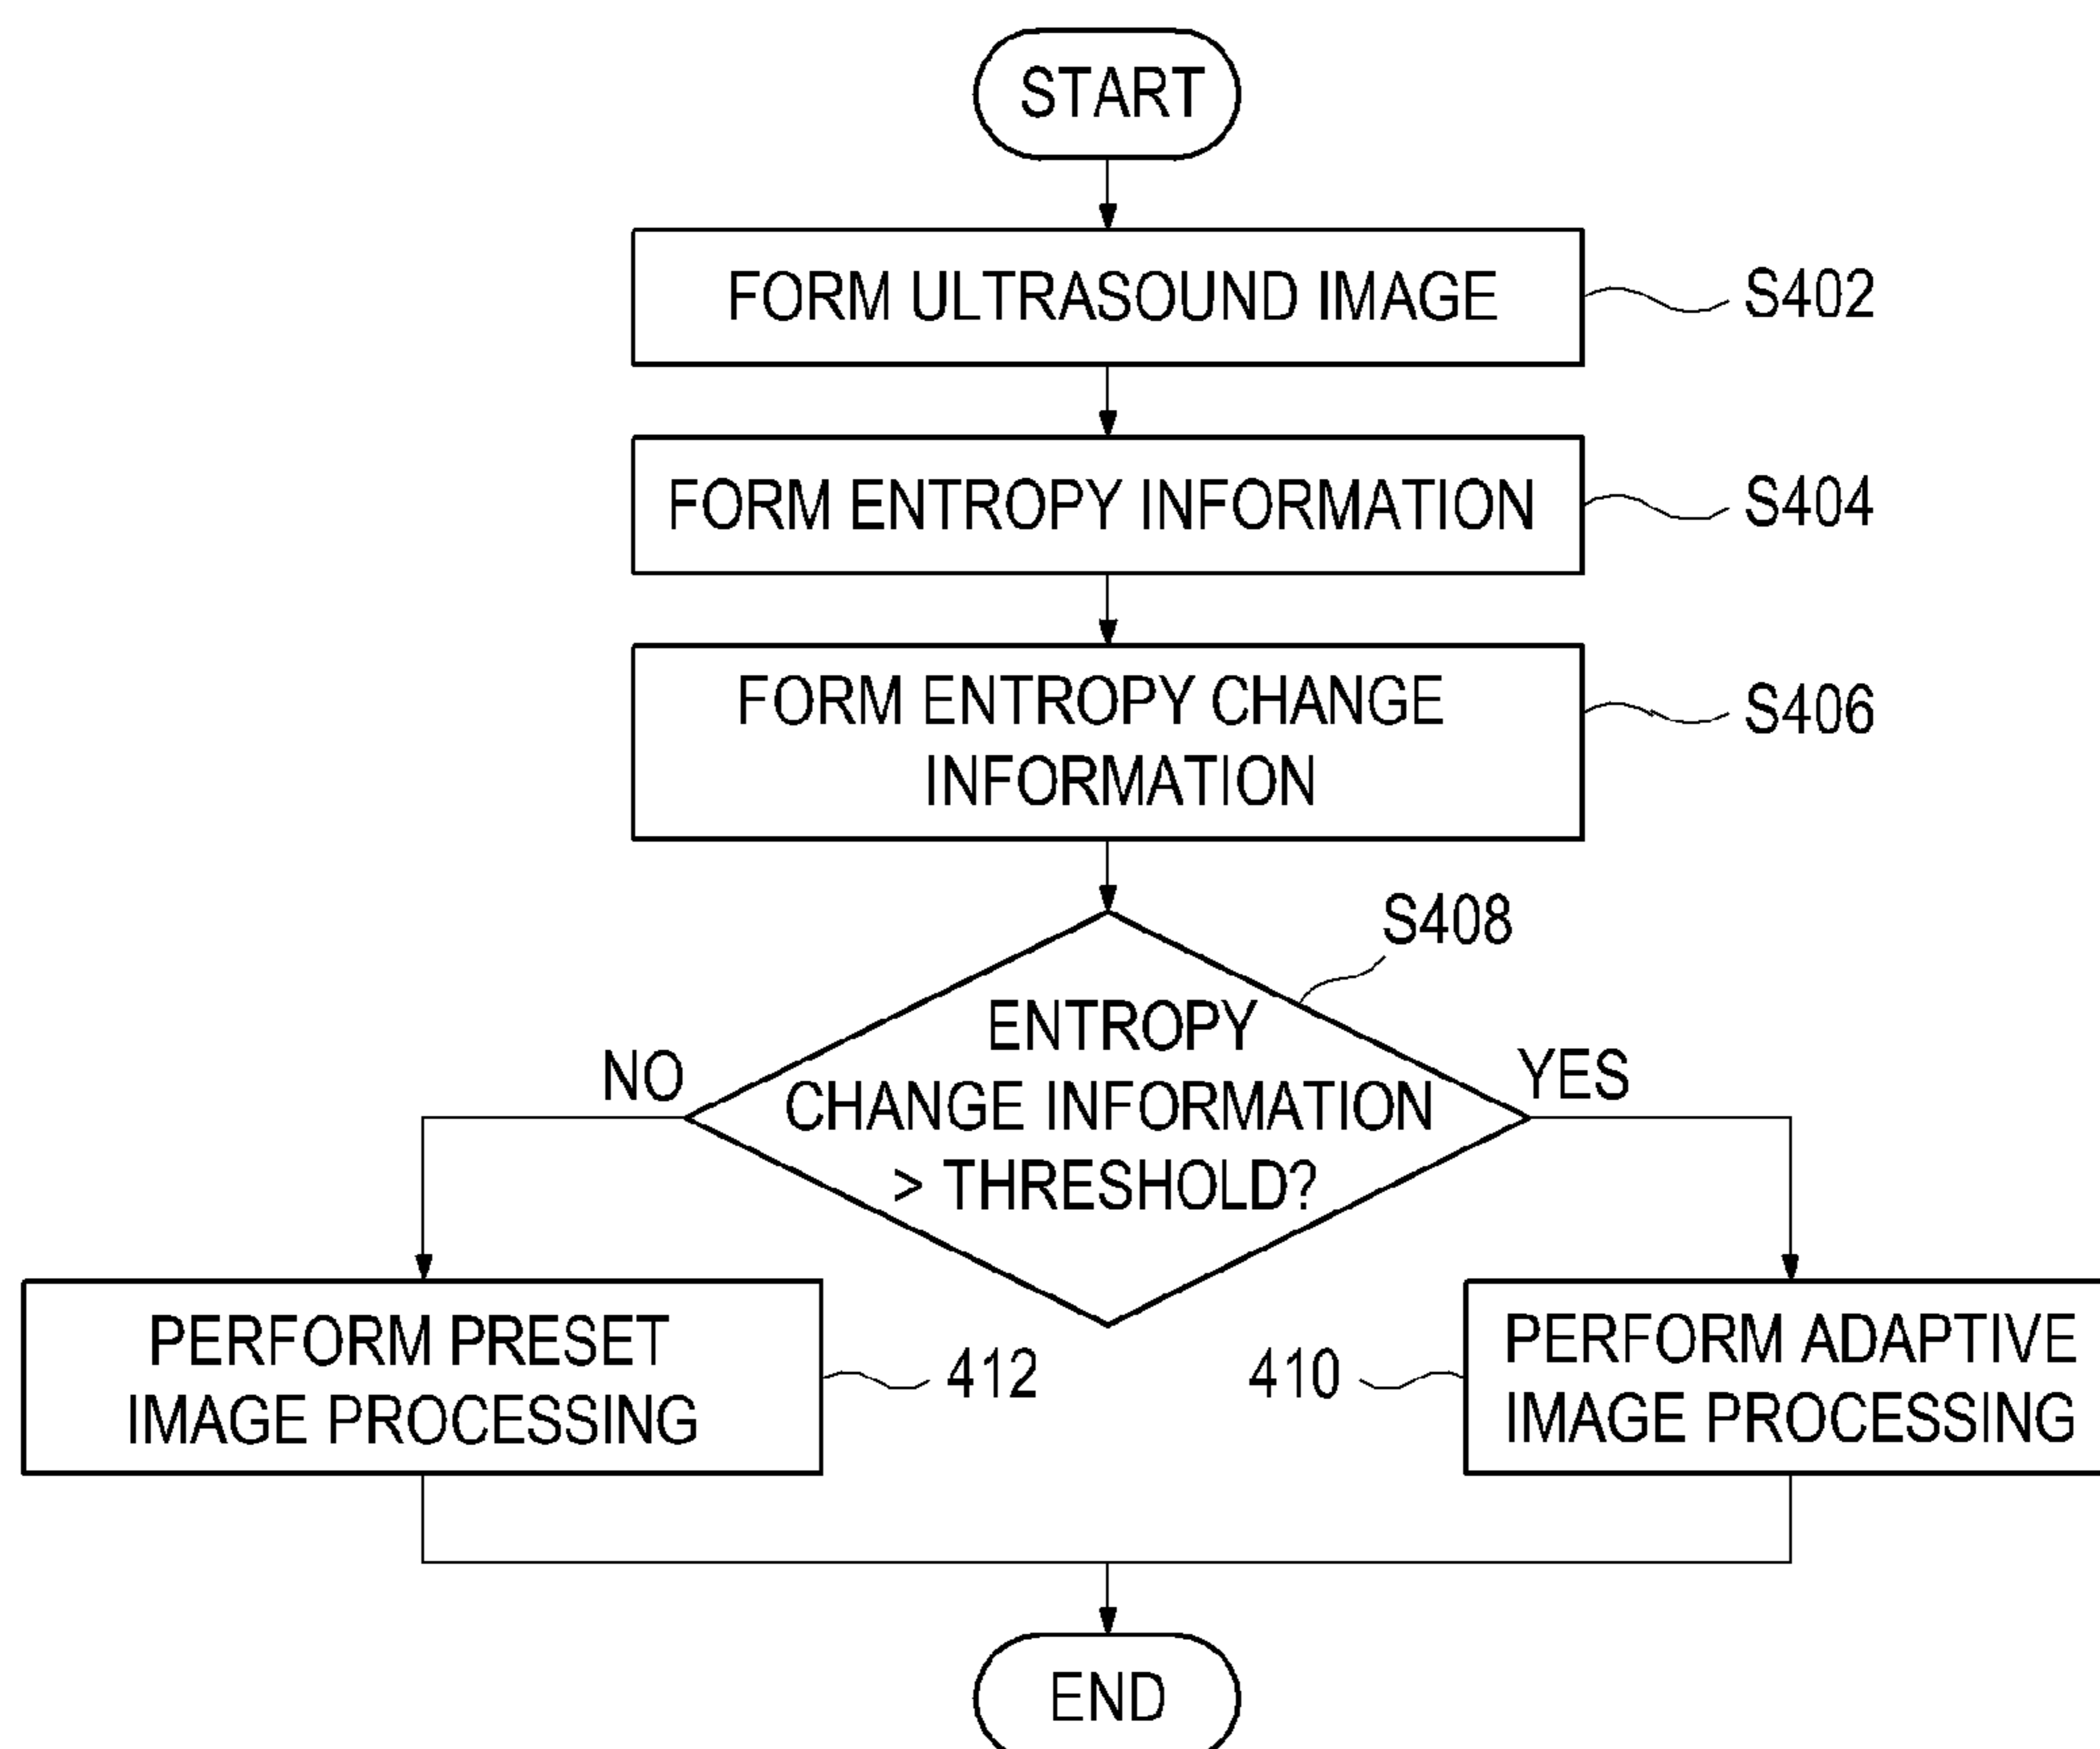 START
FORM ULTRASOUND IMAGE
S402
FORM ENTROPY INFORMATION
S404
FORM ENTROPY CHANGE
INFORMATION
S406
S408
ENTROPY
CHANGE INFORMATION
> THRESHOLD?
NO
YES
PERFORM PRESET
IMAGE PROCESSING
412
410
PERFORM ADAPTIVE
IMAGE PROCESSING
END